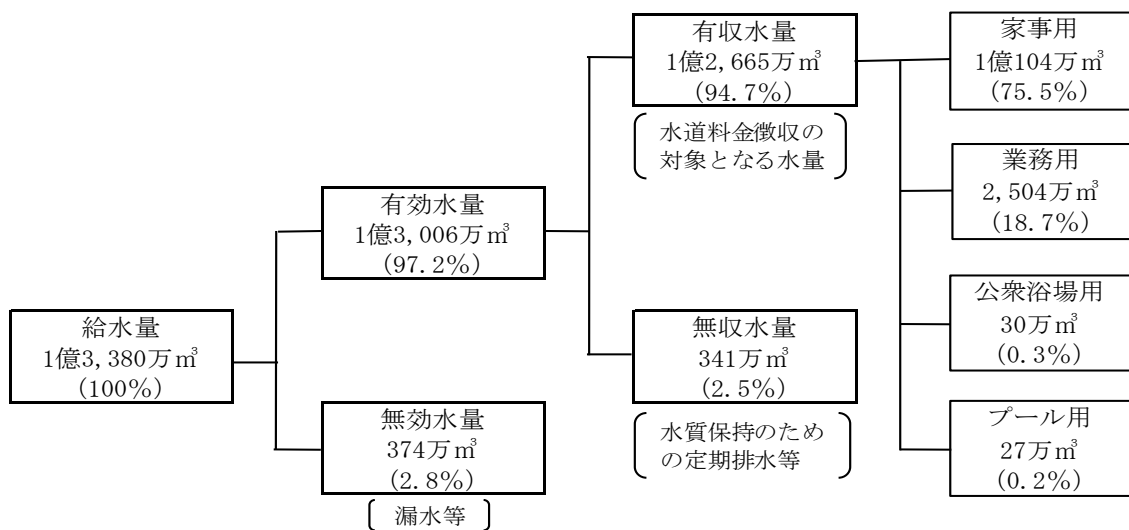 給水量
1億3,380万㎥
(100%)
有効水量
1億3,006万㎥
(97.2%)
無効水量
374万㎥
(2.8%)
漏水等
有収水量
1億2,665万㎥
(94.7%)
水道料金徴収の
対象となる水量
無収水量
341万㎥
(2.5%)
水質保持のため
の定期排水等
家事用
1億104万㎥
(75.5%)
業務用
2,504万㎥
(18.7%)
公衆浴場用
30万㎥
(0.3%)
プール用
27万㎥
(0.2%)